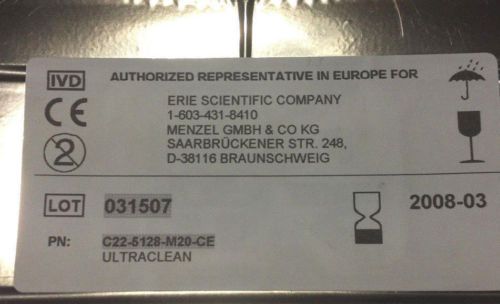 IVD
AUTHORIZED REPRESENTATIVE IN EUROPE FOR
CE
ERIE SCIENTIFIC COMPANY
1-603-431-8410
MENZEL GMBH & CO KG
SAARBRÜCKENER STR. 248,
D-38116 BRAUNSCHWEIG
2
LOT 031507
2008-03
PN: C22-5128-M20-CE
ULTRACLEAN